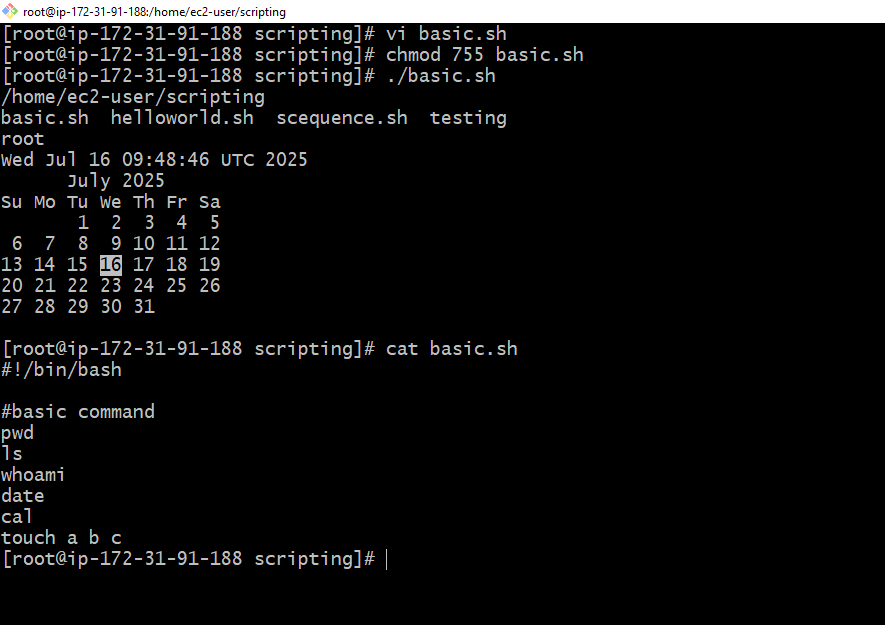 root@ip-172-31-91-188:/home/ec2-user/scripting
[root@ip-172-31-91-188 scripting]# vi basic.sh
[root@ip-172-31-91-188 scripting]# chmod 755 basic.sh
[root@ip-172-31-91-188 scripting]# ./basic.sh
/home/ec2-user/scripting
basic.sh  helloworld.sh  scequence.sh  testing
root
Wed Jul 16 09:48:46 UTC 2025
      July 2025
Su Mo Tu We Th Fr Sa
       1  2  3  4  5
 6  7  8  9 10 11 12
13 14 15 16 17 18 19
20 21 22 23 24 25 26
27 28 29 30 31
[root@ip-172-31-91-188 scripting]# cat basic.sh
#!/bin/bash
#basic command
pwd
ls
whoami
date
cal
touch a b c
[root@ip-172-31-91-188 scripting]#